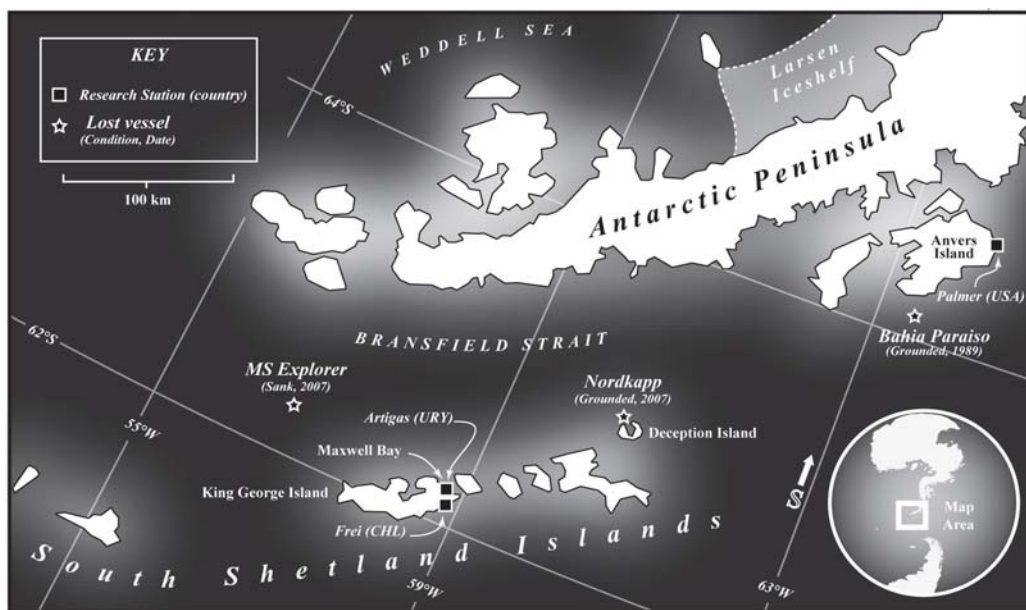 KEY
Research Station (country)
Lost vessel
(Condition, Date)
100 km
WEDDELL SEA
64°S
Larsen
Iceshelf
Antarctic Peninsula
Anvers
Island
Palmer (USA)
62°S
BRANSFIELD STRAIT
Bahia Paraiso
(Grounded, 1989)
MS Explorer
(Sank, 2007)
Nordkapp
(Grounded, 2007)
Artigas (URY)
Deception Island
55°W
Maxwell Bay
King George Island
Frei (CHL)
S
Map
Area
South Shetland Islands
59°W
63°W